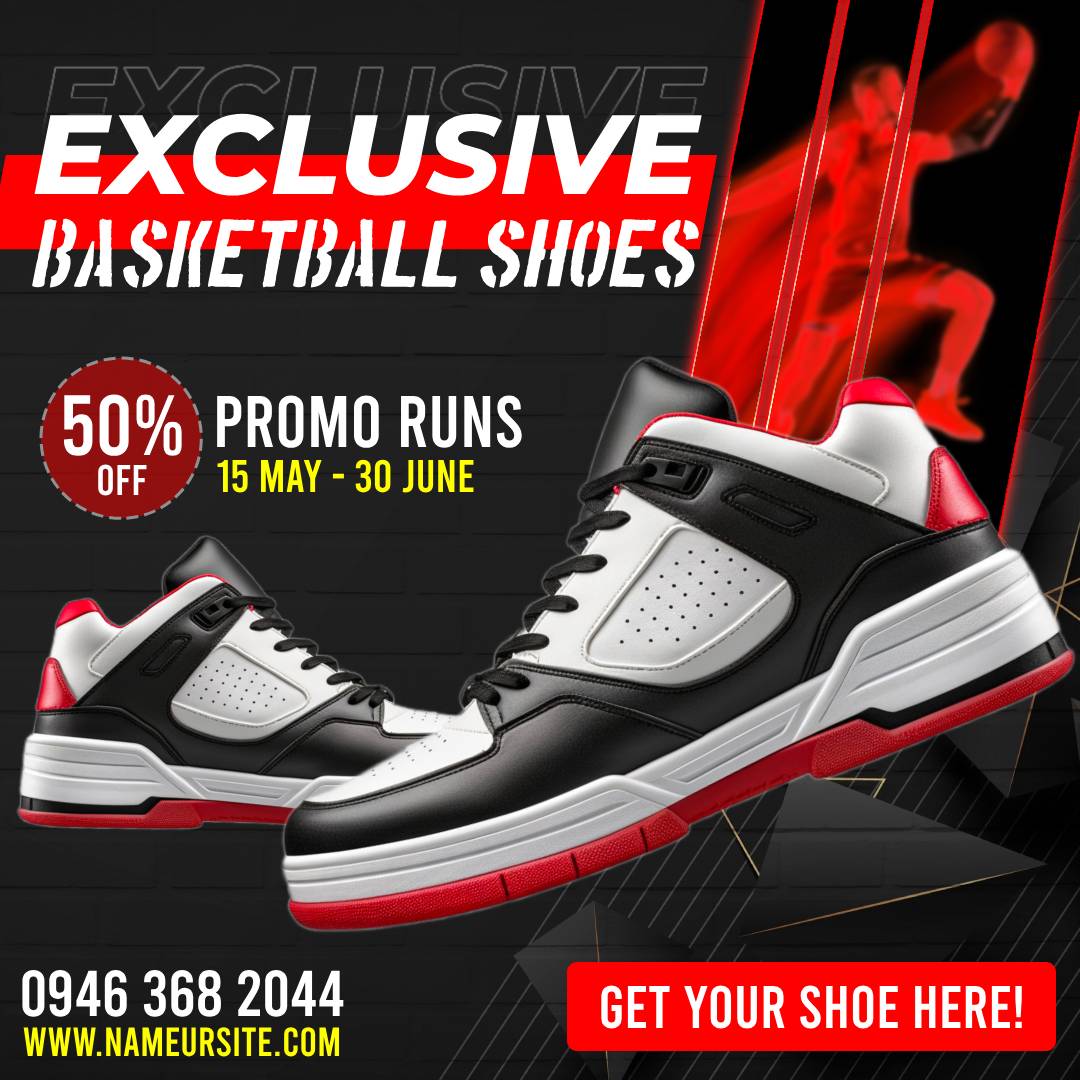 EXCLUSIVE
EXCLUSIVE
BASKETBALL SHOES
50%
OFF
PROMO RUNS
15 MAY - 30 JUNE
0946 368 2044
WWW.NAMEURSITE.COM
GET YOUR SHOE HERE!